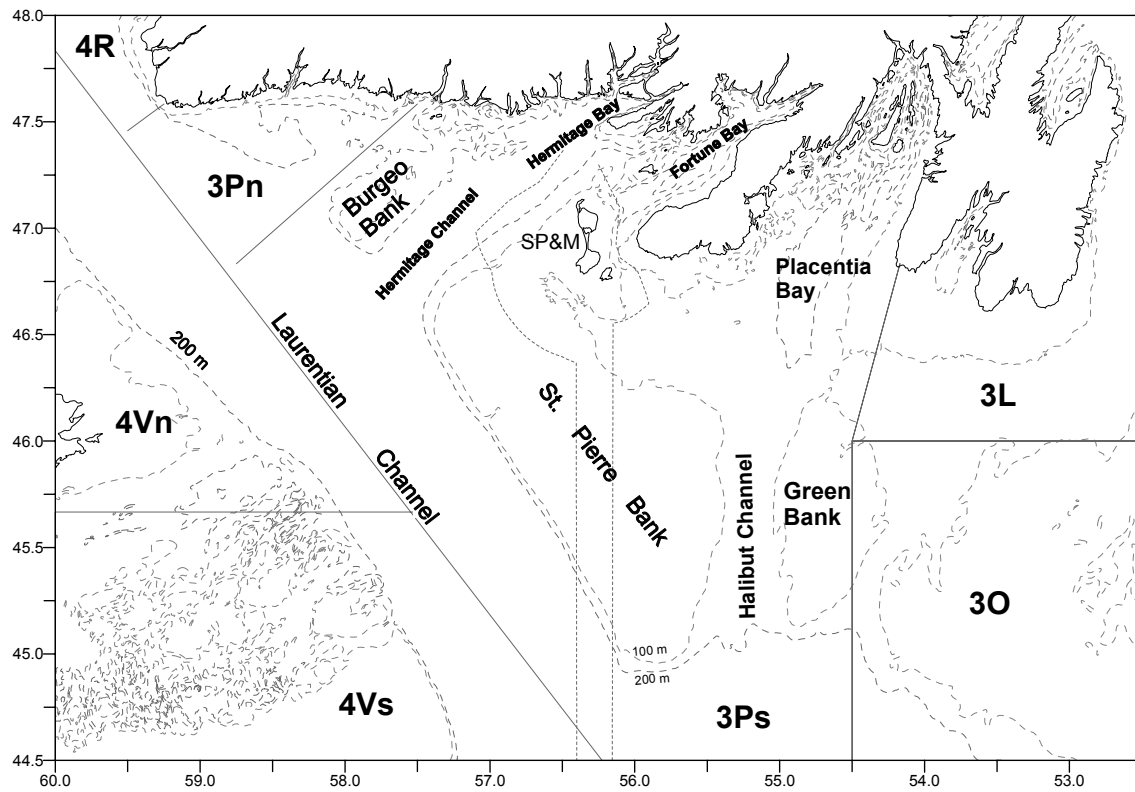 48.0
4R
47.5
Hermitage Bay
Fortune Bay
3Pn
Burgeo
Bank
Hermitage Channel
47.0
SP&M
Placentia
Bay
46.5
200 m
Laurentian
Channel
St.
Pierre
Bank
3L
4Vn
46.0
Halibut Channel
Green
Bank
45.5
3O
45.0
100 m
200 m
4Vs
3Ps
44.5
60.0 59.0 58.0 57.0 56.0 55.0 54.0 53.0